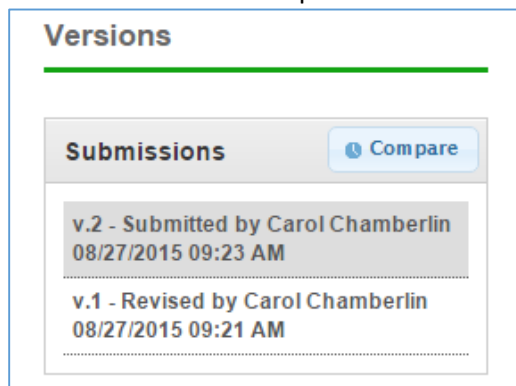 Versions
Submissions
Compare
v.2 - Submitted by Carol Chamberlin
08/27/2015 09:23 AM
v.1 - Revised by Carol Chamberlin
08/27/2015 09:21 AM